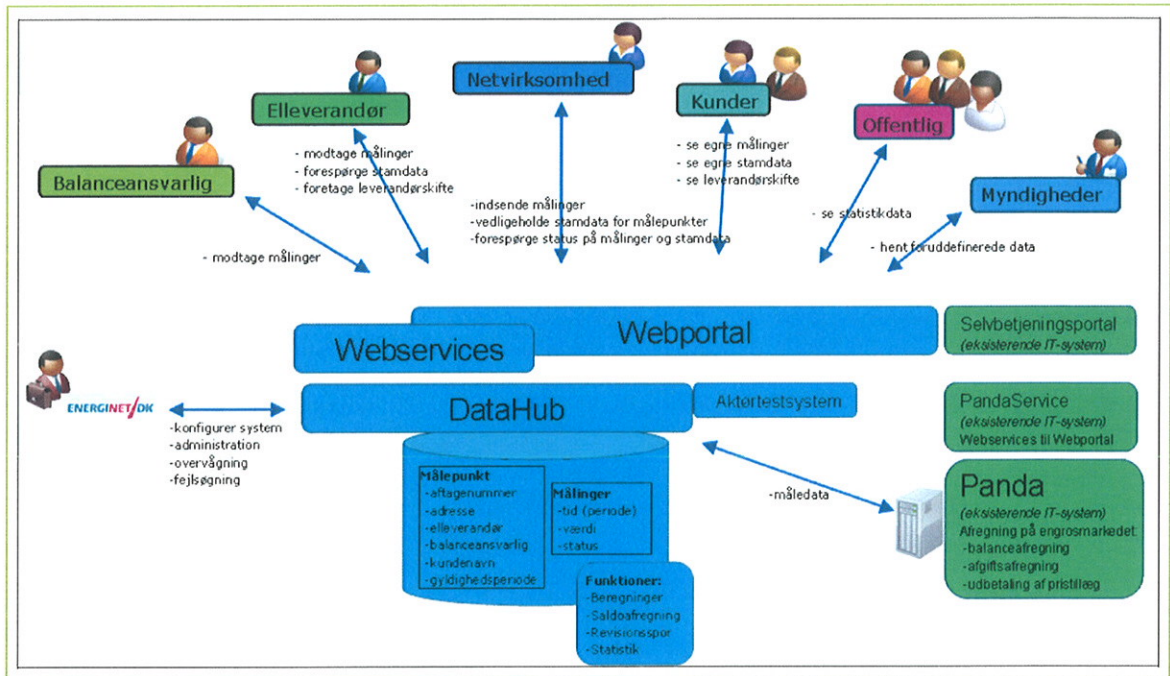 Netvirksomhed
Elleverandør
Kunder
Offentlig
Balanceansvarlig
Myndigheder
- modtage målinger
- forespørge stamdata
- foretage leverandørskifte
- se egne målinger
- se egne stamdata
- se leverandørskifte
-indsende målinger
-vedligeholde stamdata for målepunkter
-forespørge status på målinger og stamdata
- se statistikdata
- modtage målinger
- hent foruddefinerede data
Webportal
Webservices
Selvbetjeningsportal
(eksisterende IT-system)
ENERGINET/DK
-konfigurer system
-administration
-overvågning
-fejlsøgning
DataHub
Aktørtestsystem
PandaService
(eksisterende IT-system)
Webservices til Webportal
Målepunkt
-aftagenummer
-adresse
-elleverandør
-balanceansvarlig
-kundenavn
-gyldighedsperiode
Målinger
-tid (periode)
-værdi
-status
-måledata
Panda
(eksisterende IT-system)
Afregning på engrosmarkedet:
-balanceafregning
-afgiftsafregning
-udbetaling af pristillæg
Funktioner:
-Beregninger
-Saldoafregning
-Revisionsspor
-Statistik